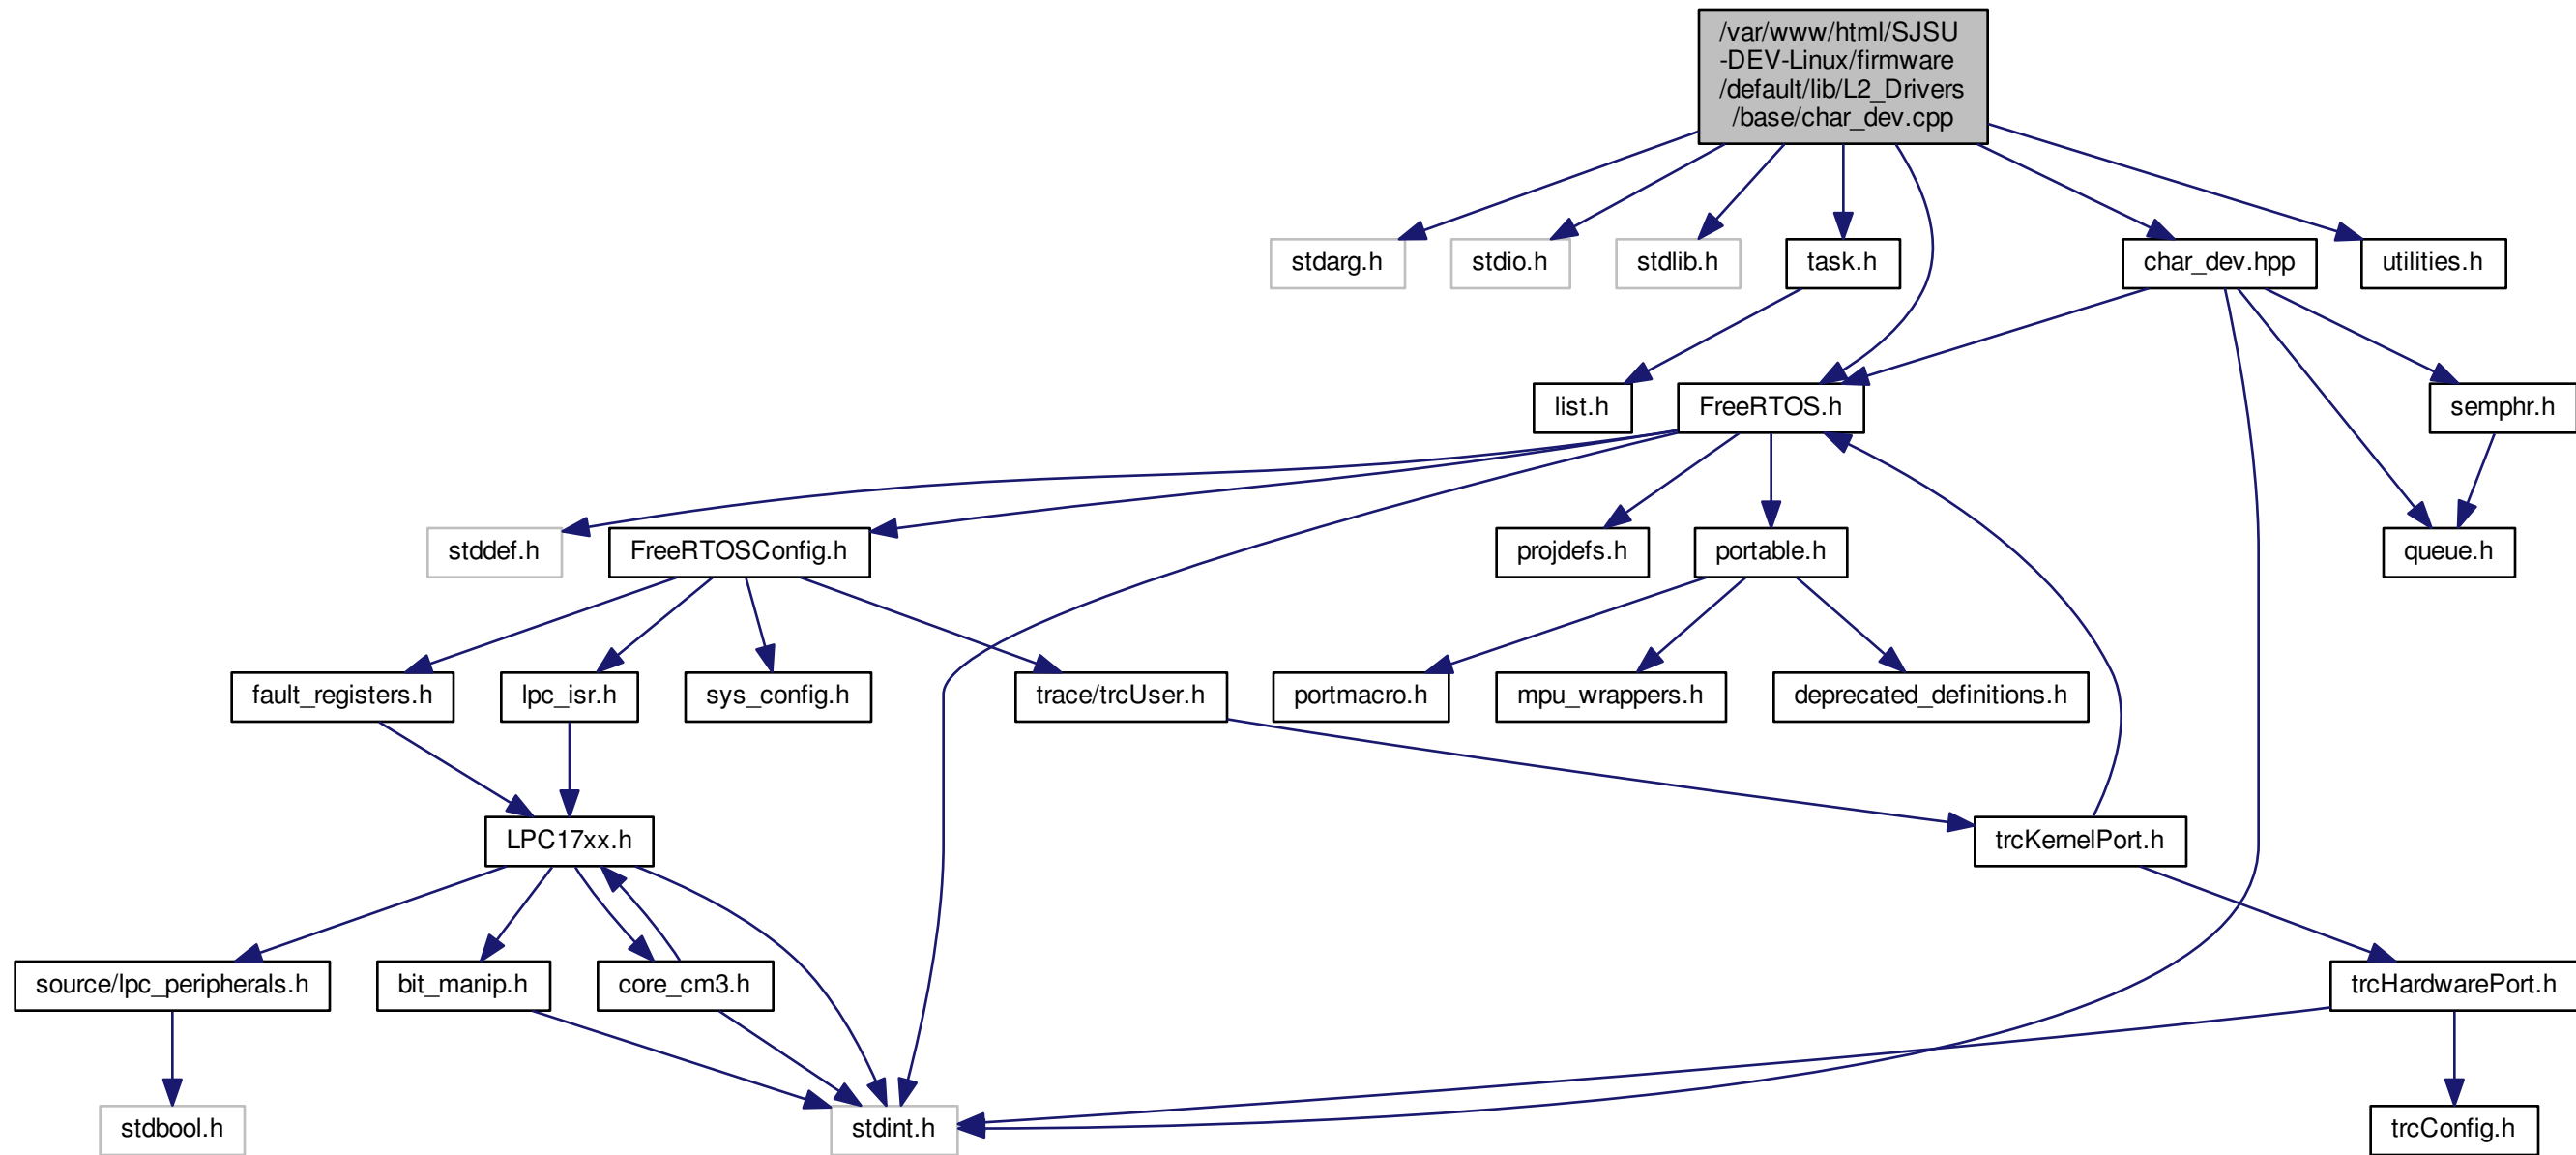 /var/www/html/SJSU
-DEV-Linux/firmware
/default/lib/L2_Drivers
/base/char_dev.cpp
stdarg.h
stdio.h
stdlib.h
task.h
char_dev.hpp
utilities.h
list.h
FreeRTOS.h
semphr.h
stddef.h
FreeRTOSConfig.h
projdefs.h
portable.h
queue.h
fault_registers.h
lpc_isr.h
sys_config.h
trace/trcUser.h
portmacro.h
mpu_wrappers.h
deprecated_definitions.h
LPC17xx.h
trcKernelPort.h
source/lpc_peripherals.h
bit_manip.h
core_cm3.h
trcHardwarePort.h
stdbool.h
stdint.h
trcConfig.h